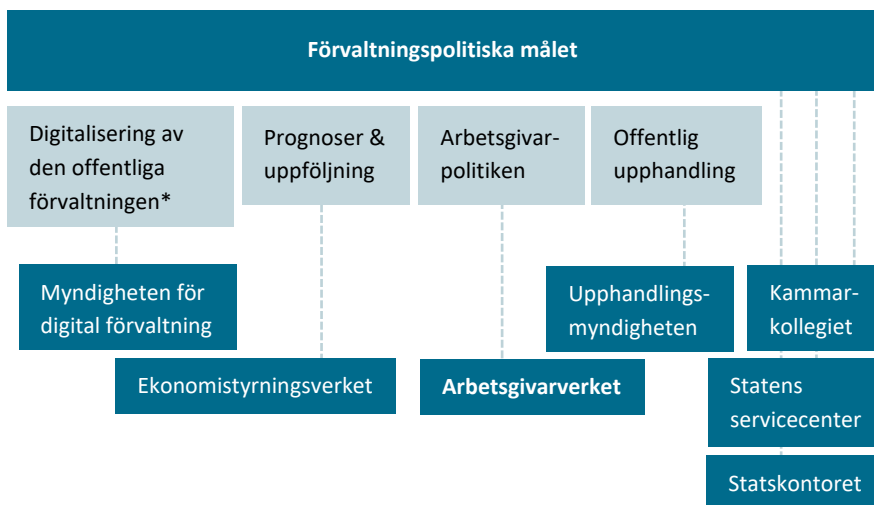 Förvaltningspolitiska målet
Digitalisering av
den offentliga
förvaltningen*
Prognoser &
uppföljning
Arbetsgivar-
politiken
Offentlig
upphandling
Myndigheten för
digital förvaltning
Upphandlings-
myndigheten
Kammar-
kollegiet
Ekonomistyrningsverket
Arbetsgivarverket
Statens
servicecenter
Statskontoret